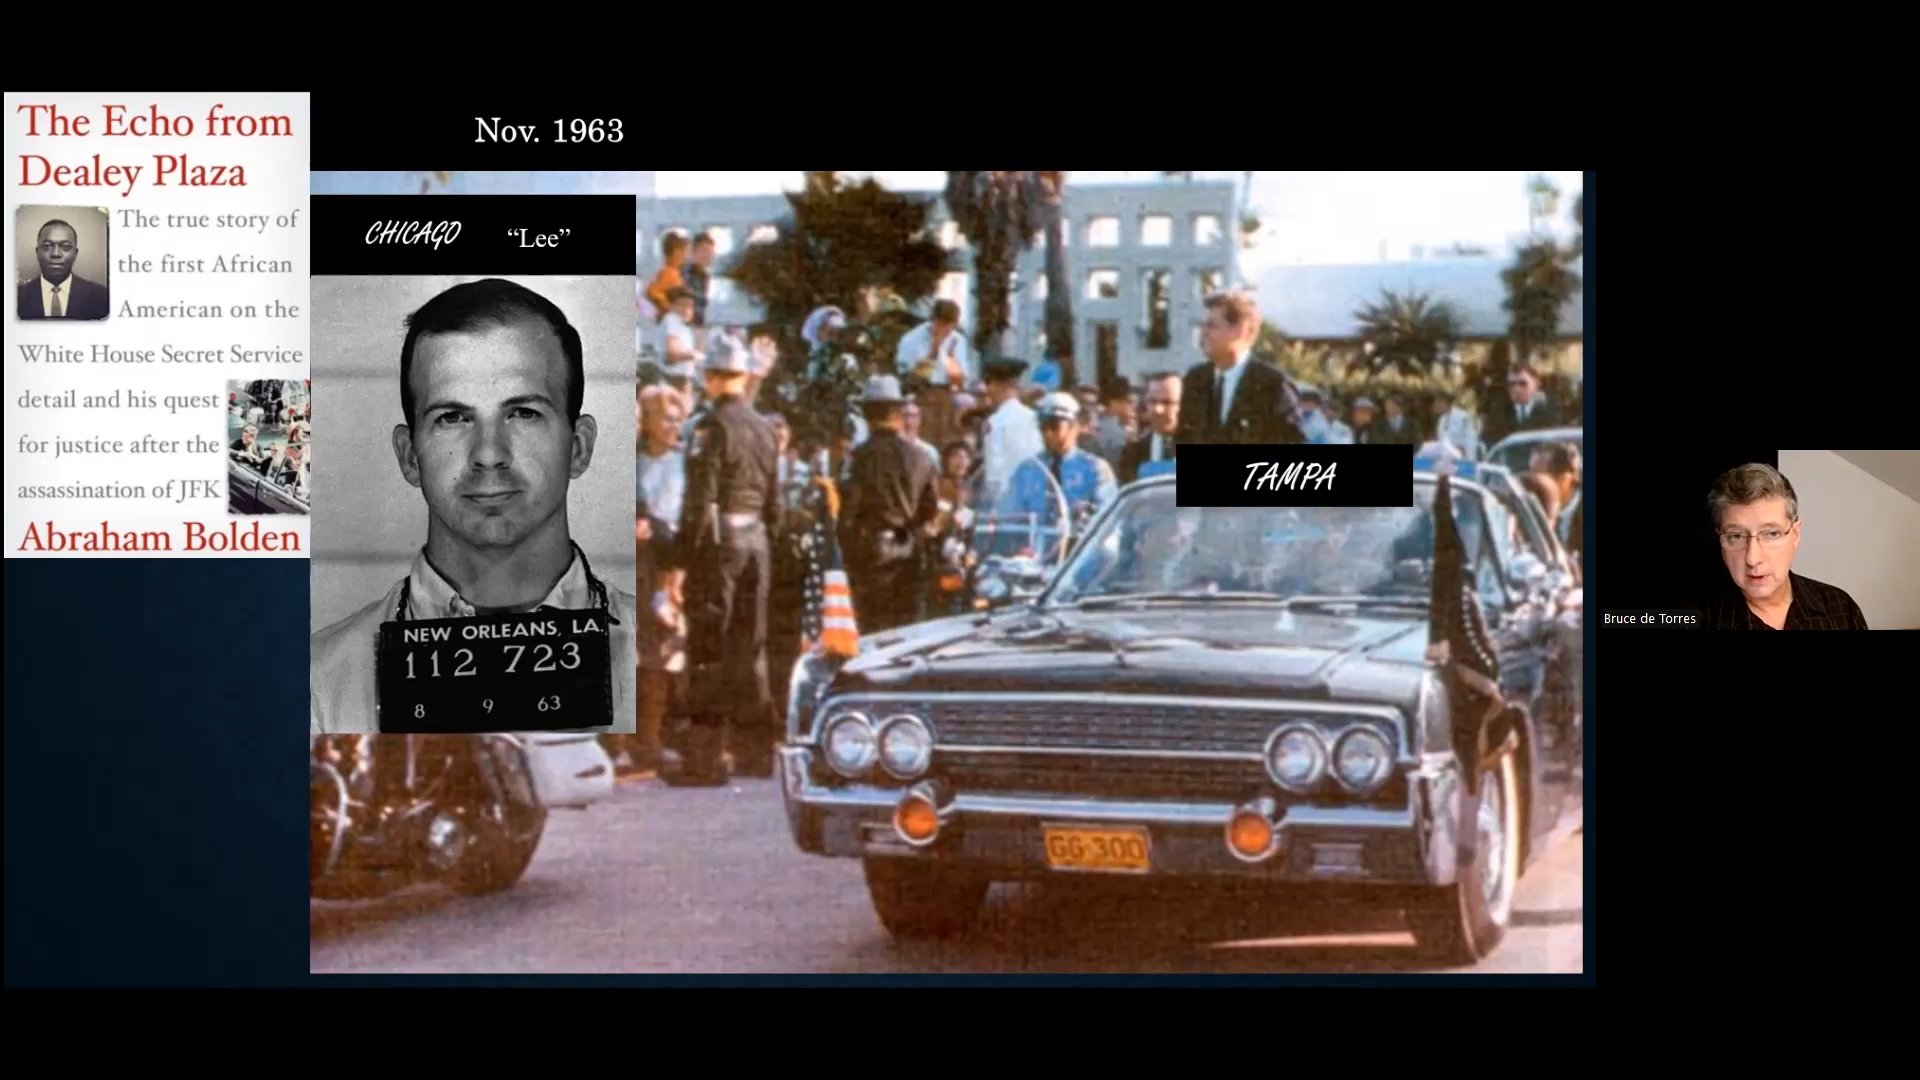 The Echo from
Dealey Plaza
The true story of
the first African
American on the
White House Secret Service
detail and his quest
for justice after the
assassination of JFK
Abraham Bolden
Nov. 1963
CHICAGO “Lee”
NEW ORLEANS, LA.
112 723
8 9 63
TAMPA
GG-300
Bruce de Torres